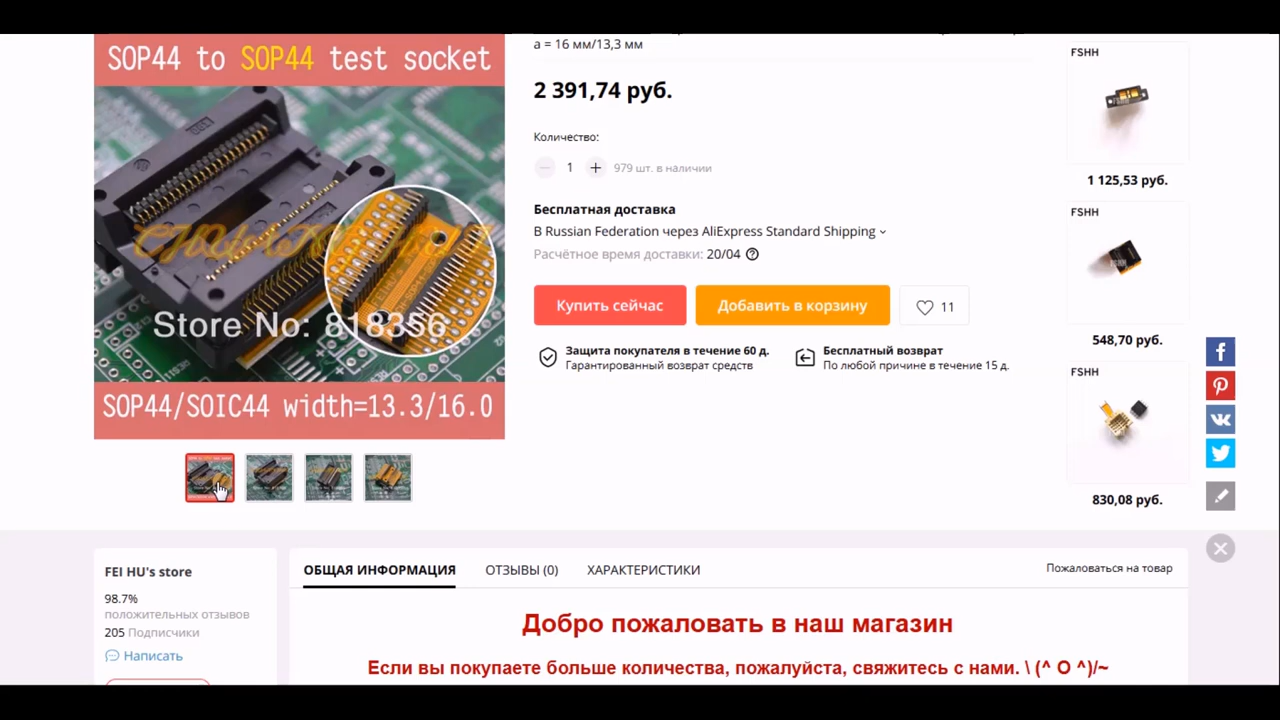 SOP44 to SOP44 test socket
Store No: 818356
SOP44/SOIC44 width=13.3/16.0
a = 16 мм/13,3 мм
2 391,74 руб.
Количество:
1
979 шт. в наличии
Бесплатная доставка
В Russian Federation через AliExpress Standard Shipping
Расчётное время доставки: 20/04
Купить сейчас
Добавить в корзину
11
Защита покупателя в течение 60 д.
Гарантированный возврат средств
Бесплатный возврат
По любой причине в течение 15 д.
FSHH
1 125,53 руб.
FSHH
548,70 руб.
FSHH
830,08 руб.
FEI HU's store
98.7%
положительных отзывов
205 Подписчики
Написать
ОБЩАЯ ИНФОРМАЦИЯ
ОТЗЫВЫ (0)
ХАРАКТЕРИСТИКИ
Пожаловаться на товар
Добро пожаловать в наш магазин
Если вы покупаете больше количества, пожалуйста, свяжитесь с нами. \ (^ O ^)/~